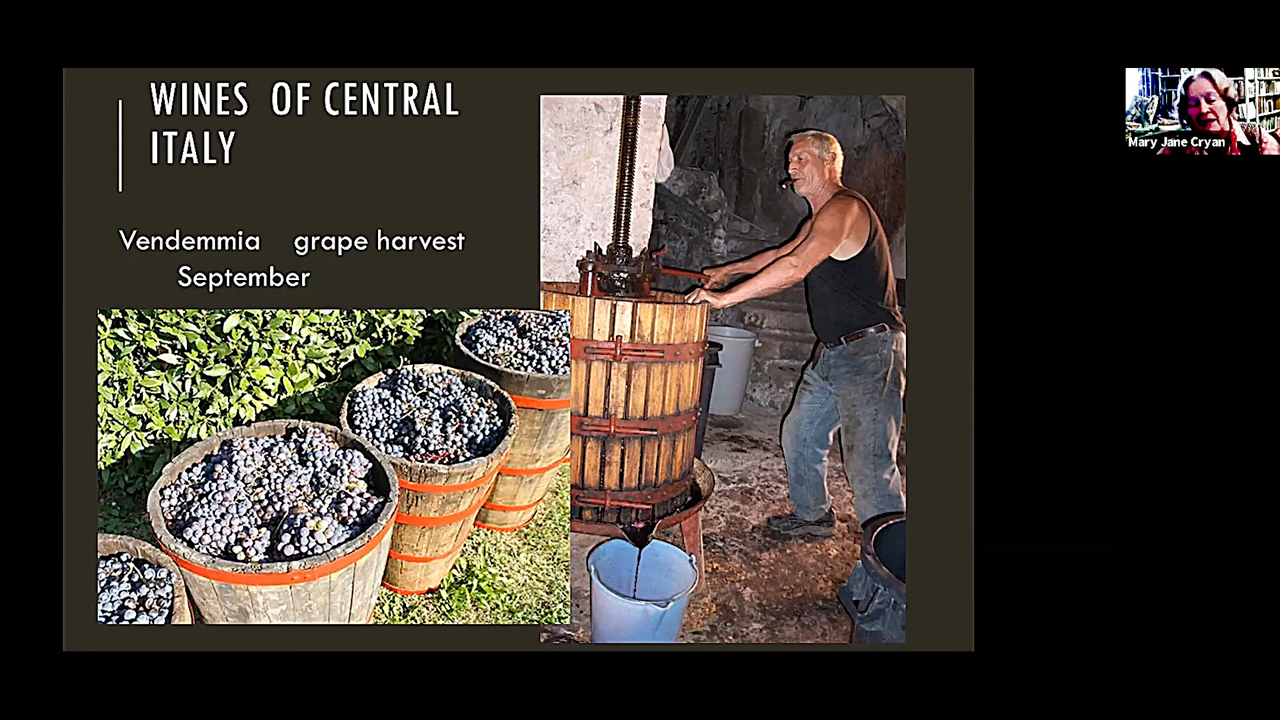 WINES OF CENTRAL
ITALY
Vendemmia grape harvest
September
Mary Jane Cryan